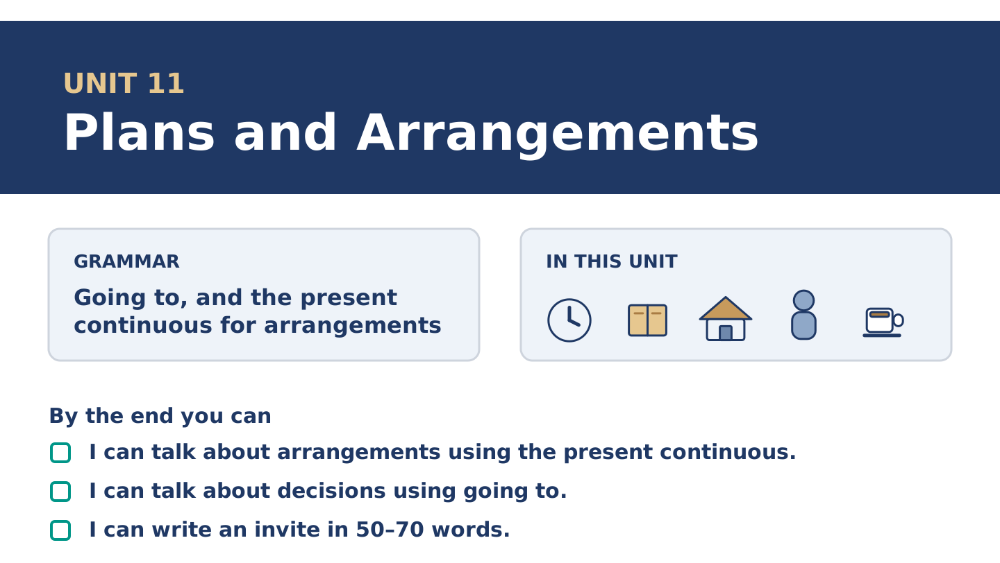 UNIT 11
Plans and Arrangements
GRAMMAR
Going to, and the present
continuous for arrangements
IN THIS UNIT
By the end you can
I can talk about arrangements using the present continuous.
I can talk about decisions using going to.
I can write an invite in 50–70 words.